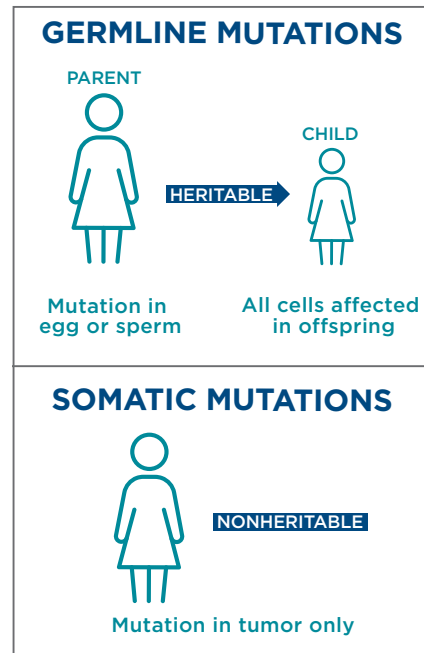 GERMLINE MUTATIONS
PARENT
CHILD
HERITABLE
Mutation in
egg or sperm
All cells affected
in offspring
SOMATIC MUTATIONS
NONHERITABLE
Mutation in tumor only